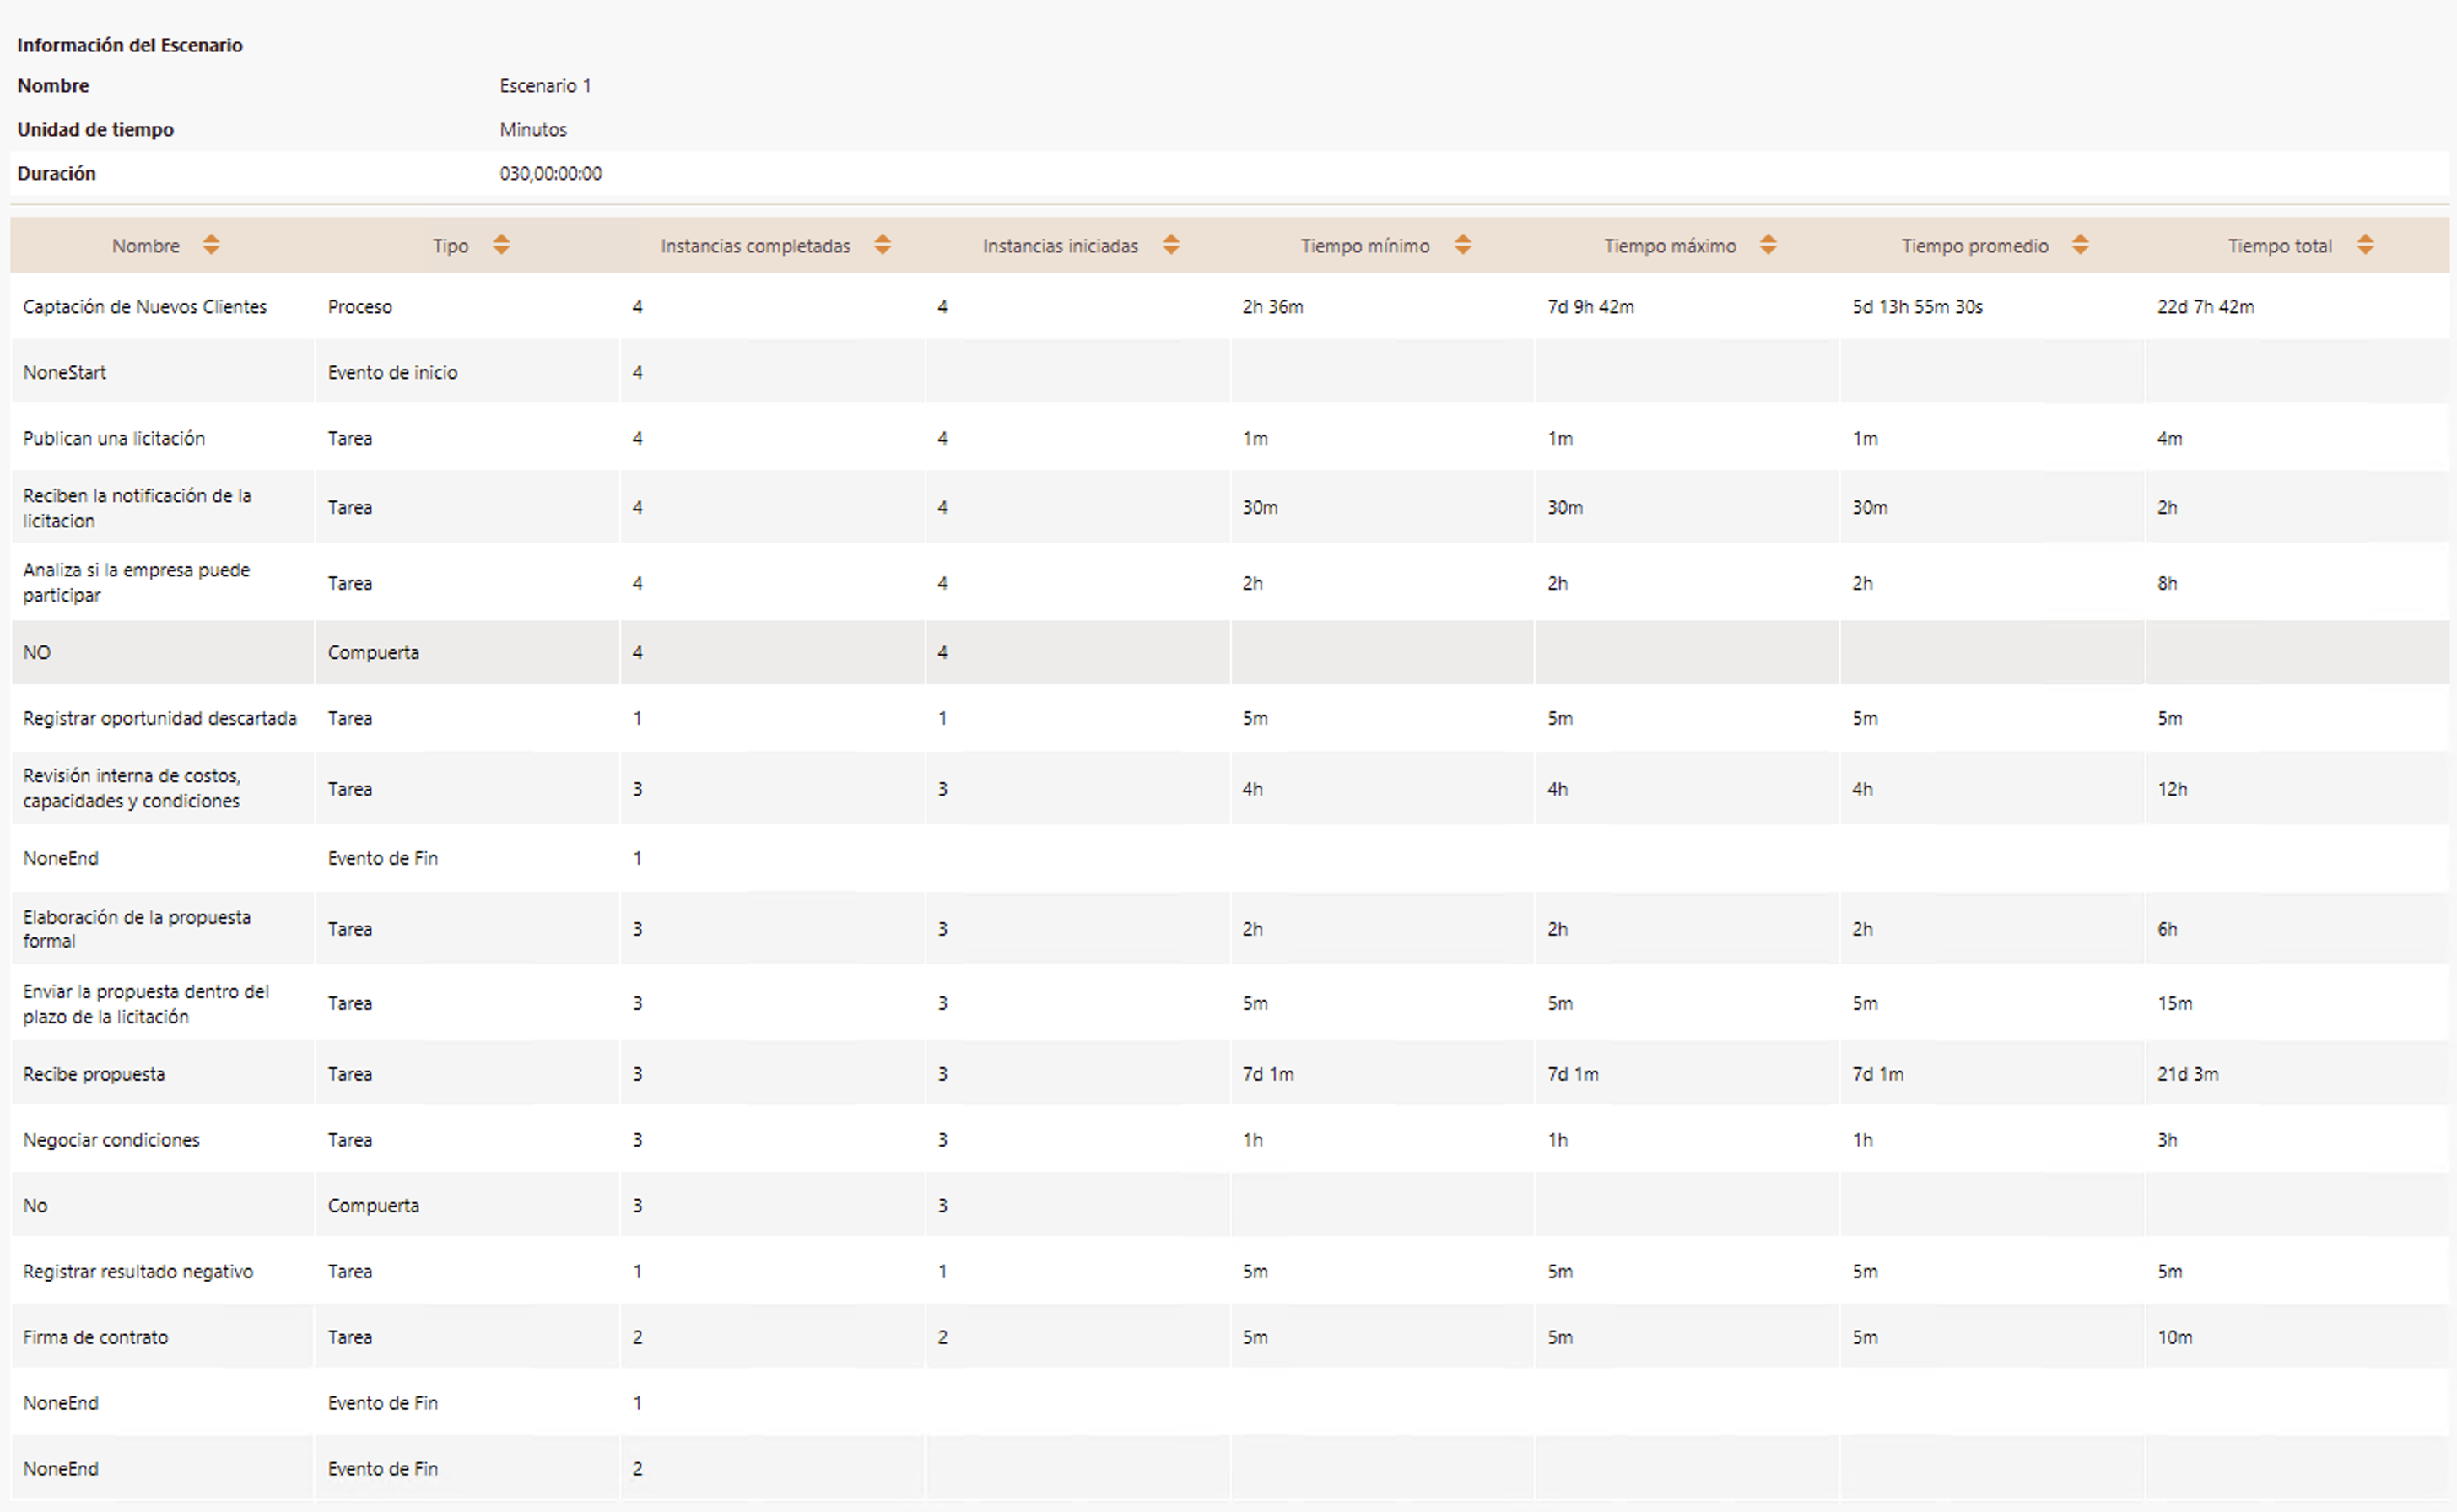 Información del Escenario
Nombre Escenario 1
Unidad de tiempo Minutos
Duración 030,00:00:00
Nombre Tipo Instancias completadas Instancias iniciadas Tiempo mínimo Tiempo máximo Tiempo promedio Tiempo total
Captación de Nuevos Clientes Proceso 4 4 2h 36m 7d 9h 42m 5d 13h 55m 30s 22d 7h 42m
NoneStart Evento de inicio 4
Publican una licitación Tarea 4 4 1m 1m 1m 4m
Reciben la notificación de la
licitacion Tarea 4 4 30m 30m 30m 2h
Analiza si la empresa puede
participar Tarea 4 4 2h 2h 2h 8h
NO Compuerta 4 4
Registrar oportunidad descartada Tarea 1 1 5m 5m 5m 5m
Revisión interna de costos,
capacidades y condiciones Tarea 3 3 4h 4h 4h 12h
NoneEnd Evento de Fin 1
Elaboración de la propuesta
formal Tarea 3 3 2h 2h 2h 6h
Enviar la propuesta dentro del
plazo de la licitación Tarea 3 3 5m 5m 5m 15m
Recibe propuesta Tarea 3 3 7d 1m 7d 1m 7d 1m 21d 3m
Negociar condiciones Tarea 3 3 1h 1h 1h 3h
No Compuerta 3 3
Registrar resultado negativo Tarea 1 1 5m 5m 5m 5m
Firma de contrato Tarea 2 2 5m 5m 5m 10m
NoneEnd Evento de Fin 1
NoneEnd Evento de Fin 2